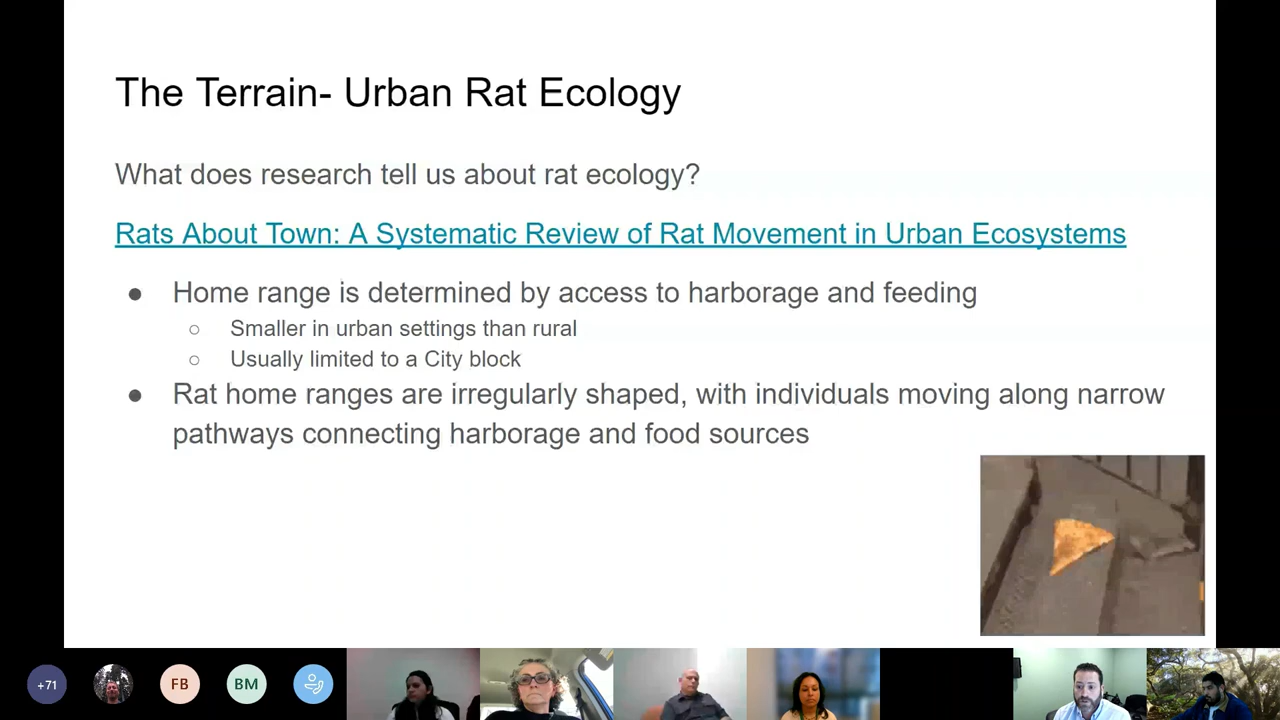 The Terrain- Urban Rat Ecology
What does research tell us about rat ecology?
Rats About Town: A Systematic Review of Rat Movement in Urban Ecosystems
● Home range is determined by access to harborage and feeding
○ Smaller in urban settings than rural
○ Usually limited to a City block
● Rat home ranges are irregularly shaped, with individuals moving along narrow
pathways connecting harborage and food sources
+71
FB
BM